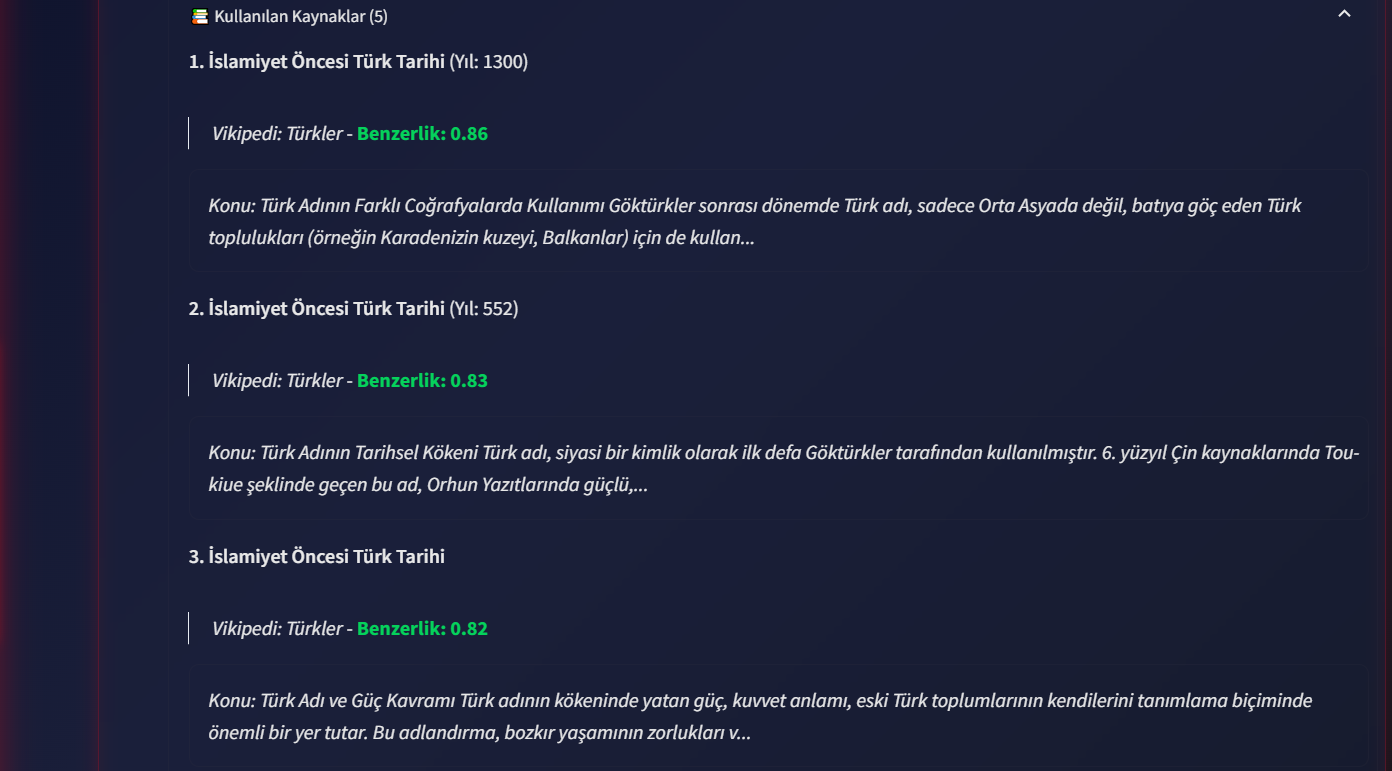 📚 Kullanılan Kaynaklar (5)
1. İslamiyet Öncesi Türk Tarihi (Yıl: 1300)
Vikipedi: Türkler - Benzerlik: 0.86
Konu: Türk Adının Farklı Coğrafyalarda Kullanımı Göktürkler sonrası dönemde Türk adı, sadece Orta Asyada değil, batıya göç eden Türk
toplulukları (örneğin Karadenizin kuzeyi, Balkanlar) için de kullan...
2. İslamiyet Öncesi Türk Tarihi (Yıl: 552)
Vikipedi: Türkler - Benzerlik: 0.83
Konu: Türk Adının Tarihsel Kökeni Türk adı, siyasi bir kimlik olarak ilk defa Göktürkler tarafından kullanılmıştır. 6. yüzyıl Çin kaynaklarında Tou-
kiue şeklinde geçen bu ad, Orhun Yazıtlarında güçlü,...
3. İslamiyet Öncesi Türk Tarihi
Vikipedi: Türkler - Benzerlik: 0.82
Konu: Türk Adı ve Güç Kavramı Türk adının kökeninde yatan güç, kuvvet anlamı, eski Türk toplumlarının kendilerini tanımlama biçiminde
önemli bir yer tutar. Bu adlandırma, bozkır yaşamının zorlukları v...